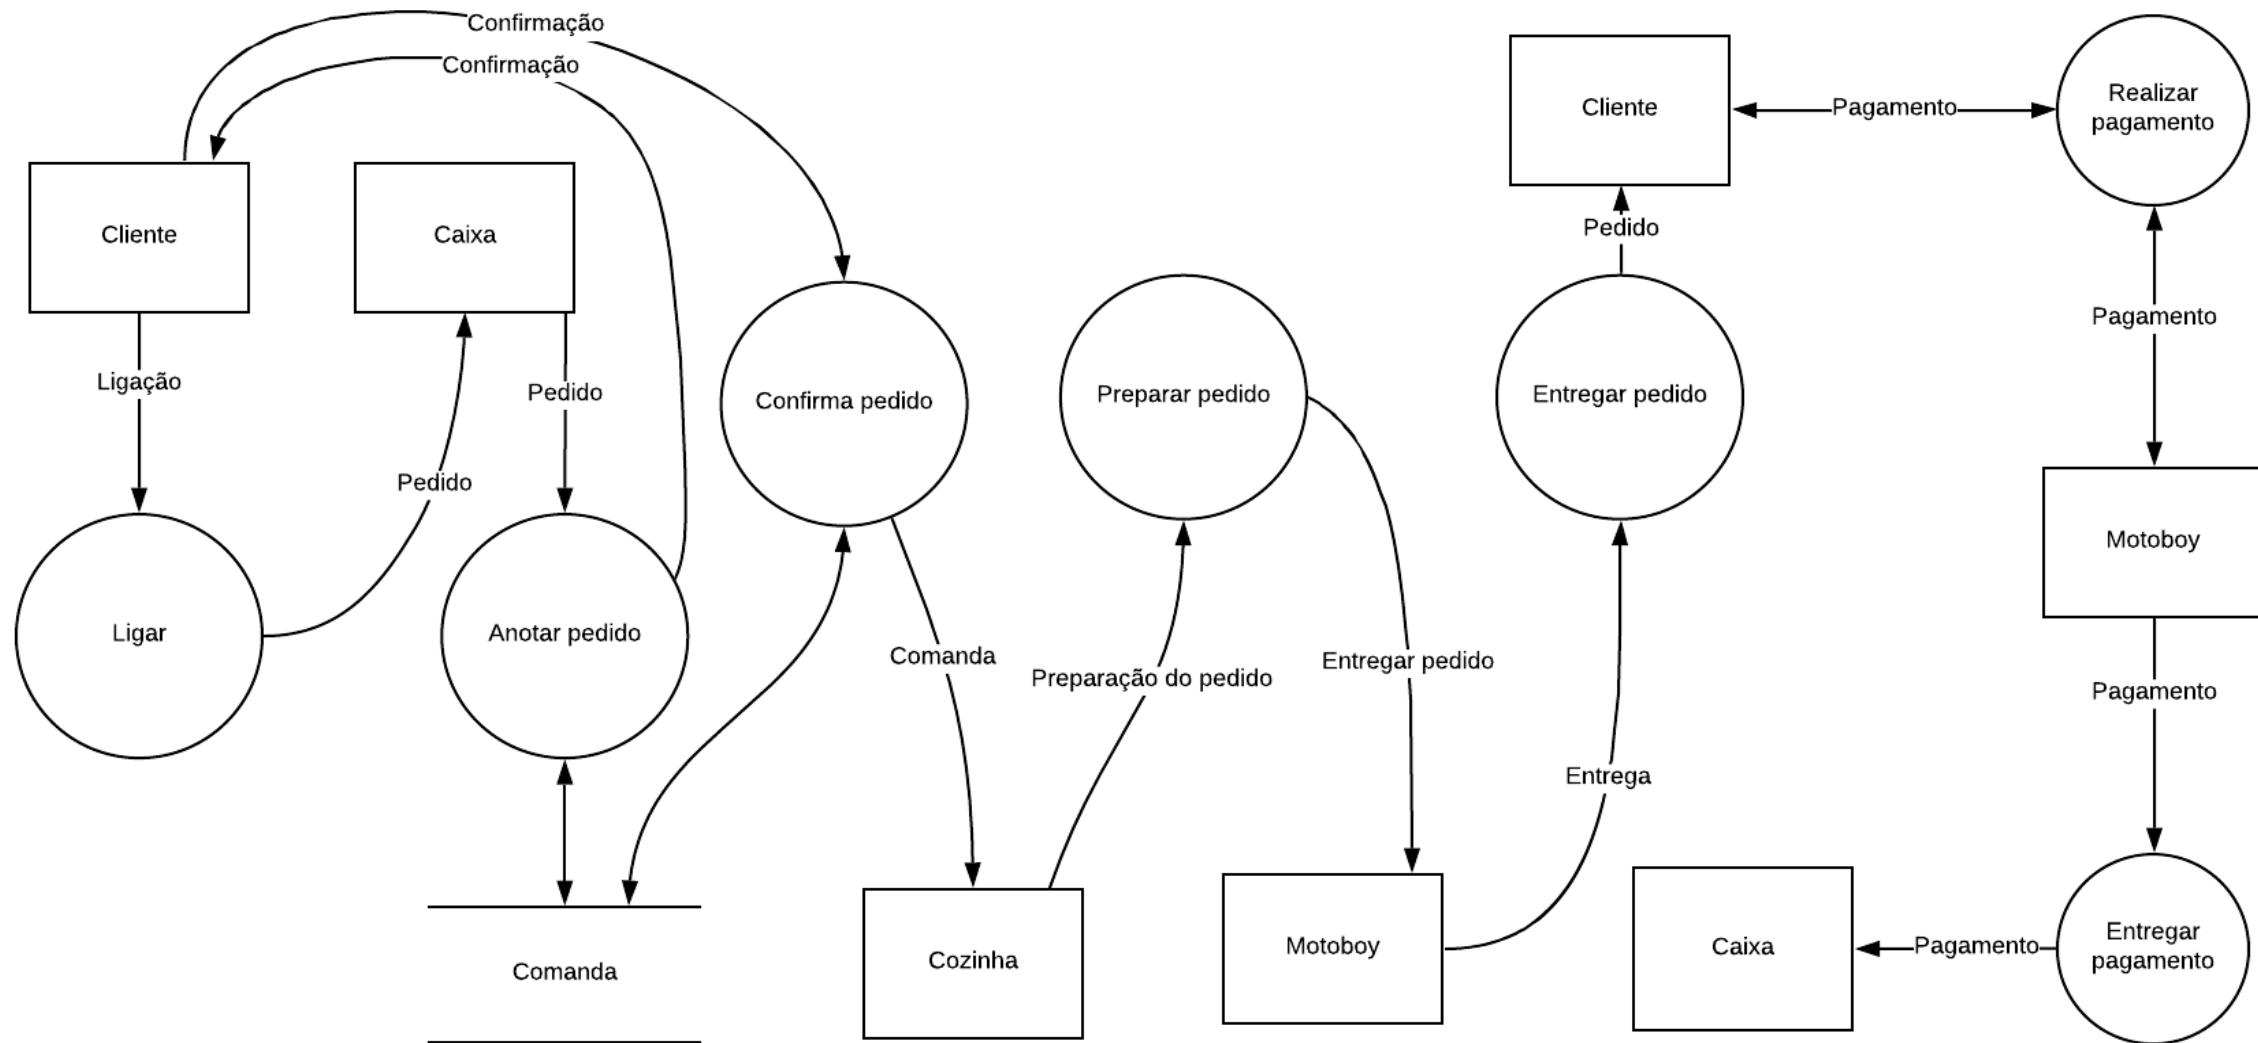 Confirmação
Confirmação
Cliente
Caixa
Ligação
Pedido
Pedido
Ligar
Anotar pedido
Comanda
Confirma pedido
Comanda
Cozinha
Preparação do pedido
Preparar pedido
Entregar pedido
Motoboy
Entrega
Entregar pedido
Pedido
Cliente
Pagamento
Realizar
pagamento
Pagamento
Motoboy
Pagamento
Entregar
pagamento
Pagamento
Caixa